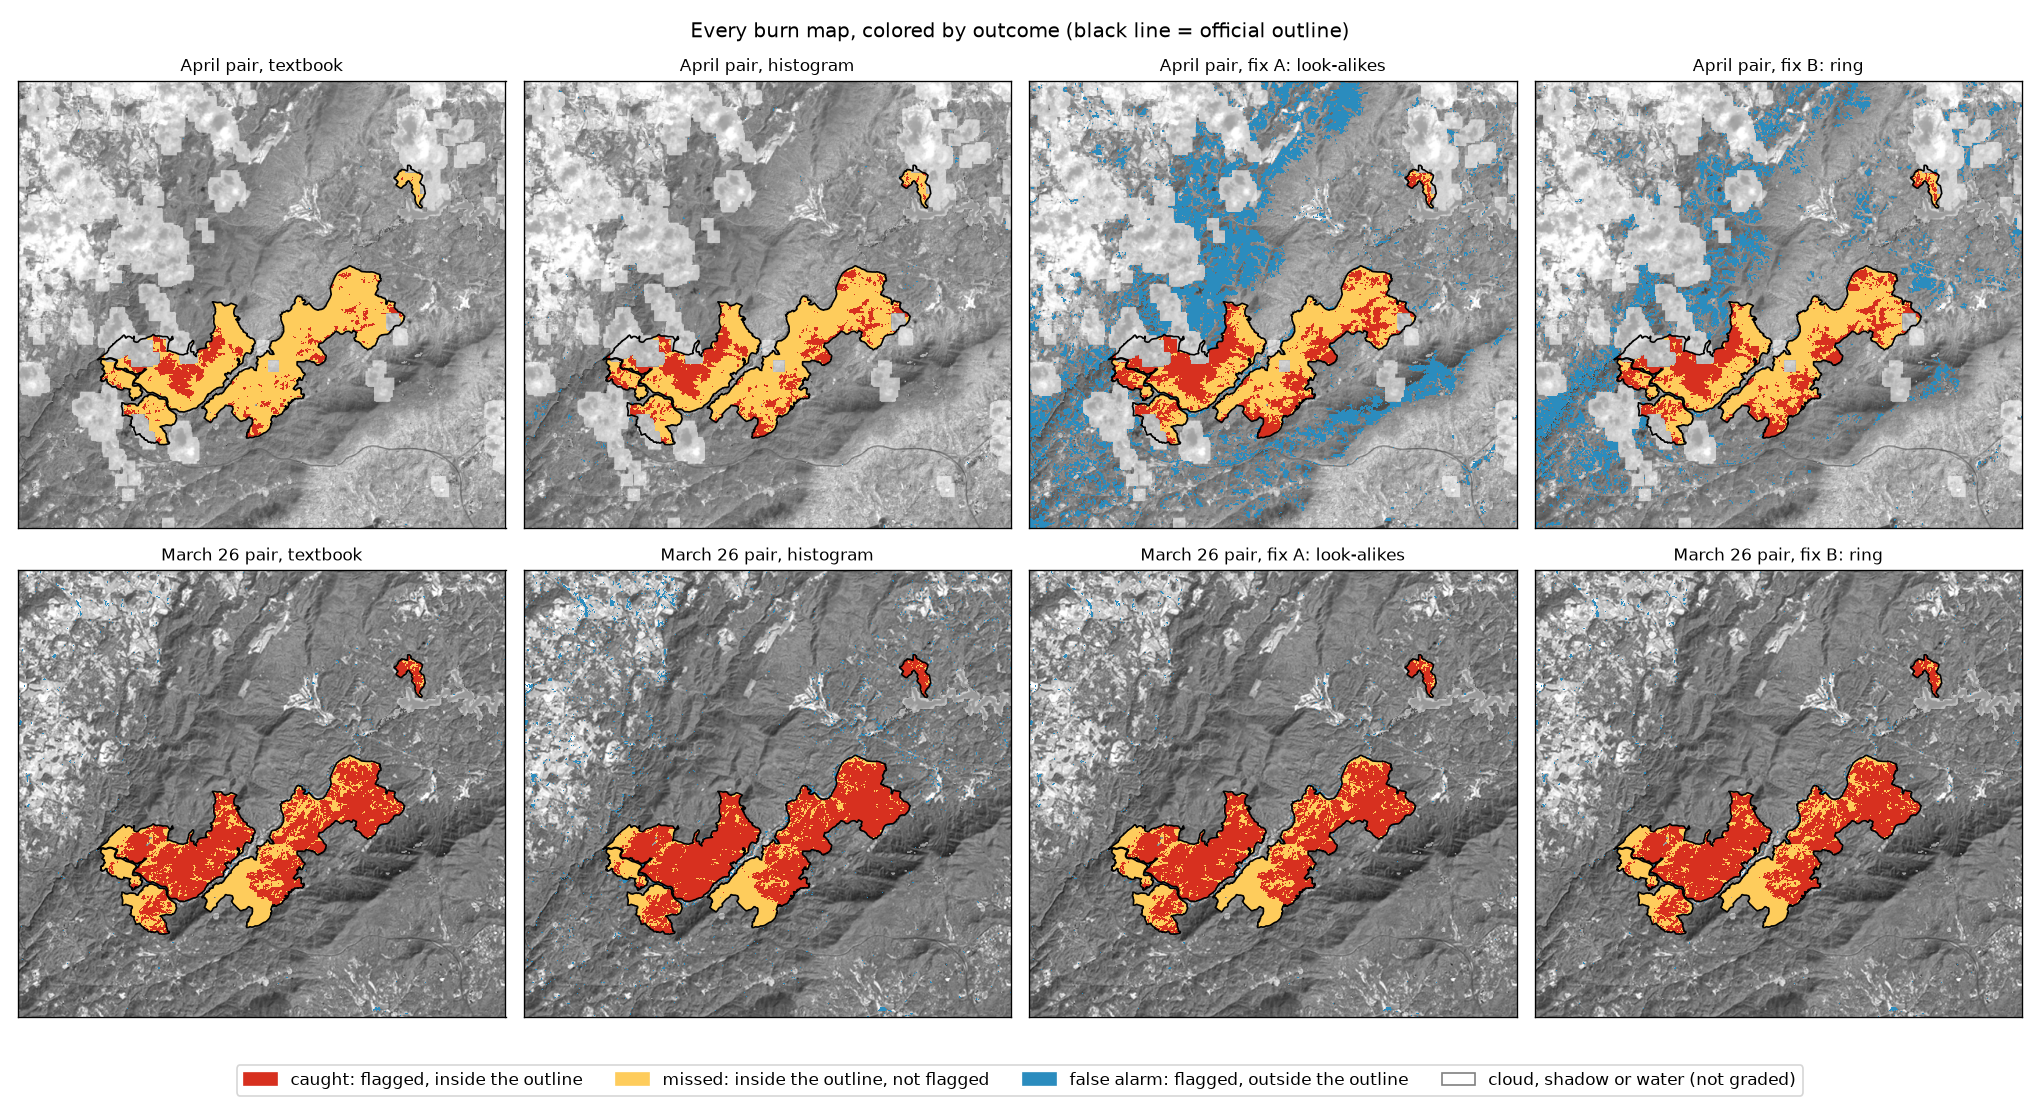 Every burn map, colored by outcome (black line = official outline)
April pair, textbook
April pair, histogram
April pair, fix A: look-alikes
April pair, fix B: ring
March 26 pair, textbook
March 26 pair, histogram
March 26 pair, fix A: look-alikes
March 26 pair, fix B: ring
caught: flagged, inside the outline
missed: inside the outline, not flagged
false alarm: flagged, outside the outline
cloud, shadow or water (not graded)